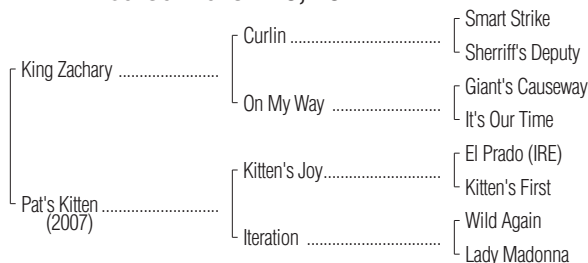 Curlin
Smart Strike
Sherriff's Deputy
King Zachary
On My Way
Giant's Causeway
It's Our Time
Kitten's Joy
El Prado (IRE)
Kitten's First
Pat's Kitten
(2007)
Iteration
Wild Again
Lady Madonna